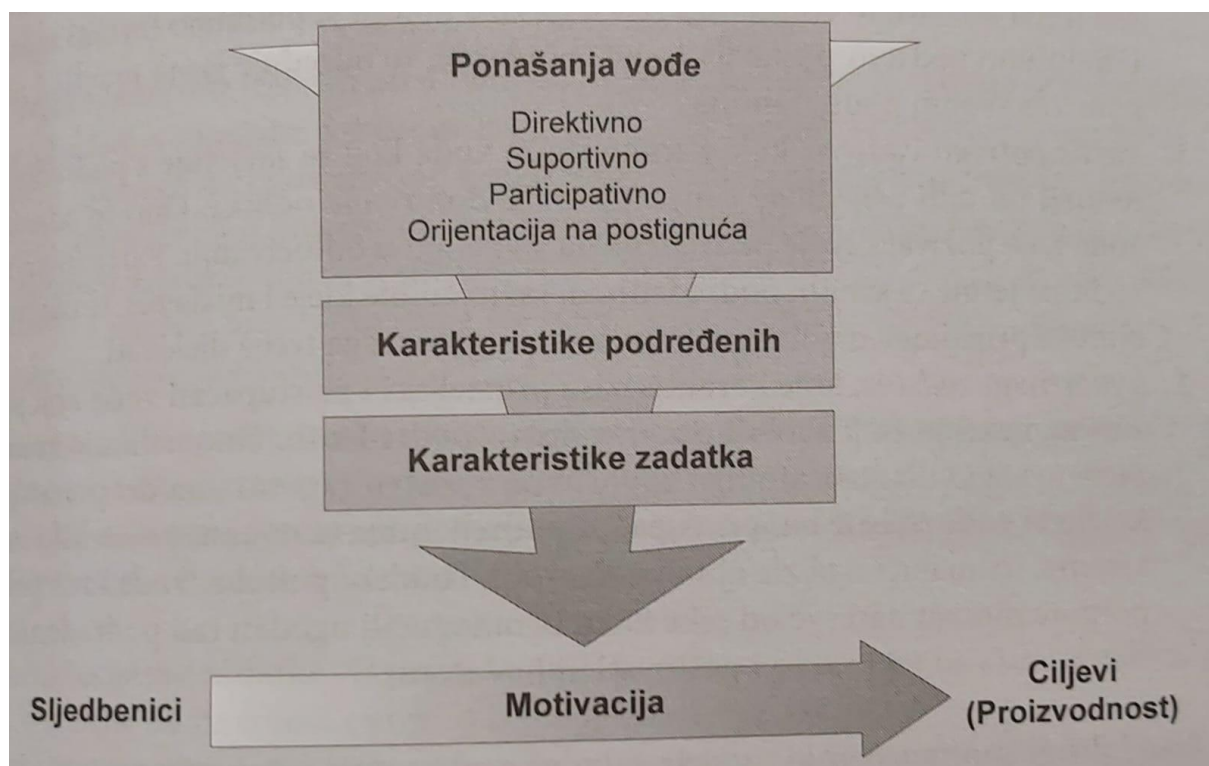 Ponašanja vođe
Direktivno
Suportivno
Participativno
Orijentacija na postignuća
Karakteristike podređenih
Karakteristike zadatka
Sljedbenici
Motivacija
Ciljevi
(Proizvodnost)